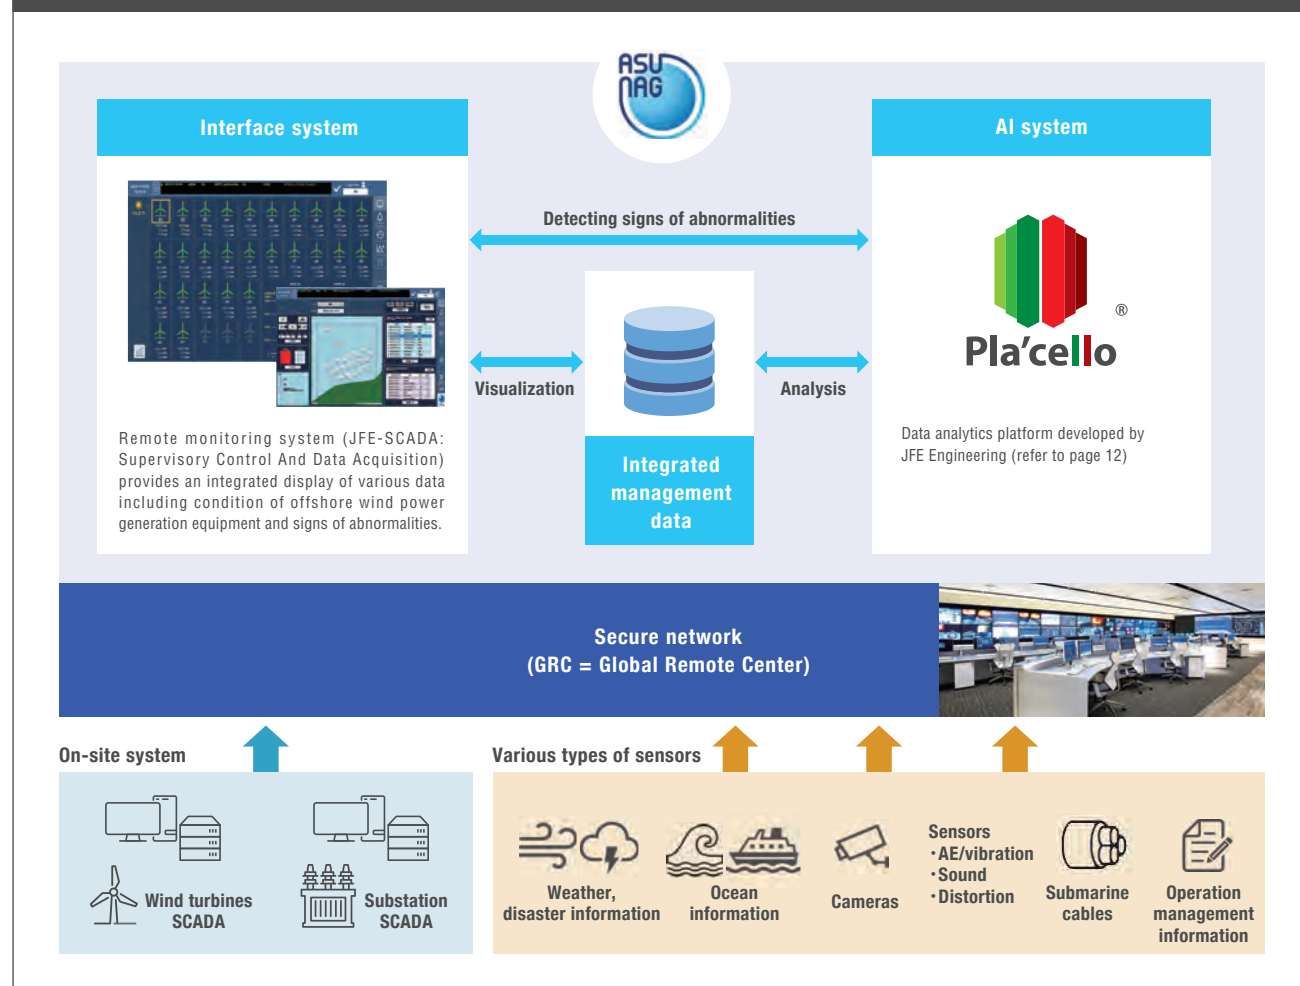 ASU
NAG
Interface system
AI system
Detecting signs of abnormalities
Visualization
Analysis
Integrated
management
data
®
Pla'cello
Remote monitoring system (JFE-SCADA:
Supervisory Control And Data Acquisition)
provides an integrated display of various data
including condition of offshore wind power
generation equipment and signs of abnormalities.
Data analytics platform developed by
JFE Engineering (refer to page 12)
Secure network
(GRC = Global Remote Center)
On-site system
Wind turbines
SCADA
Substation
SCADA
Various types of sensors
Weather,
disaster information
Ocean
information
Cameras
Sensors
・AE/vibration
・Sound
・Distortion
Submarine
cables
Operation
management
information